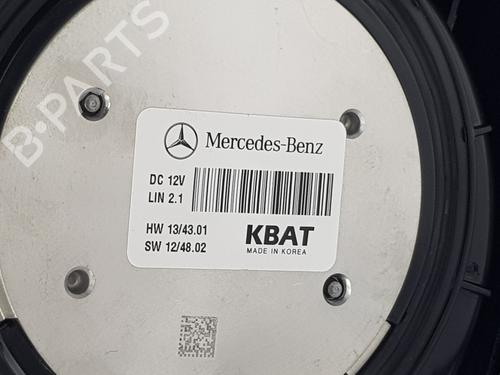 B-PARTS
Mercedes-Benz
DC 12V
LIN 2.1
HW 13/43.01
SW 12/48.02
KBAT
MADE IN KOREA